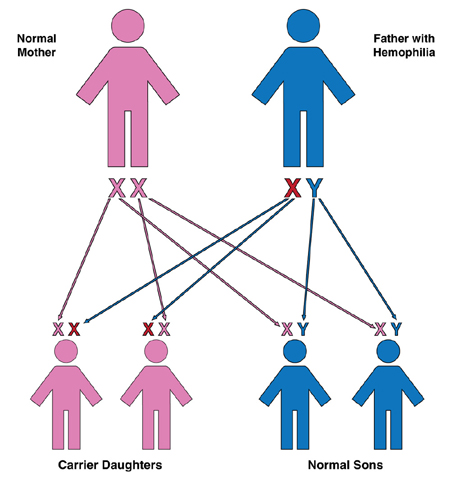 Normal
Mother
Father with
Hemophilia
X X
X Y
X X
X X
X Y
X Y
Carrier Daughters
Normal Sons